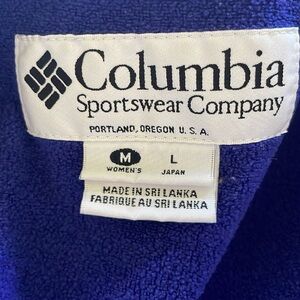 Columbia
Sportswear Company
PORTLAND, OREGON U.S.A.
M L
WOMEN'S JAPAN
MADE IN SRI LANKA
FABRIQUE AU SRI LANKA